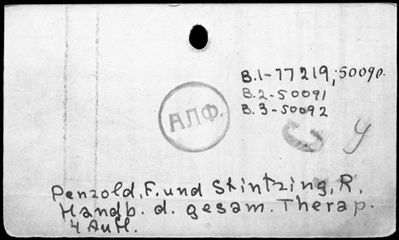 B.1-77219, 50090.
B.2-50091
B.3-50092
АЛФ.
Penzold, F. und Stintzing, R.
Handb. d. gesam. Therap.
4 Aufl.